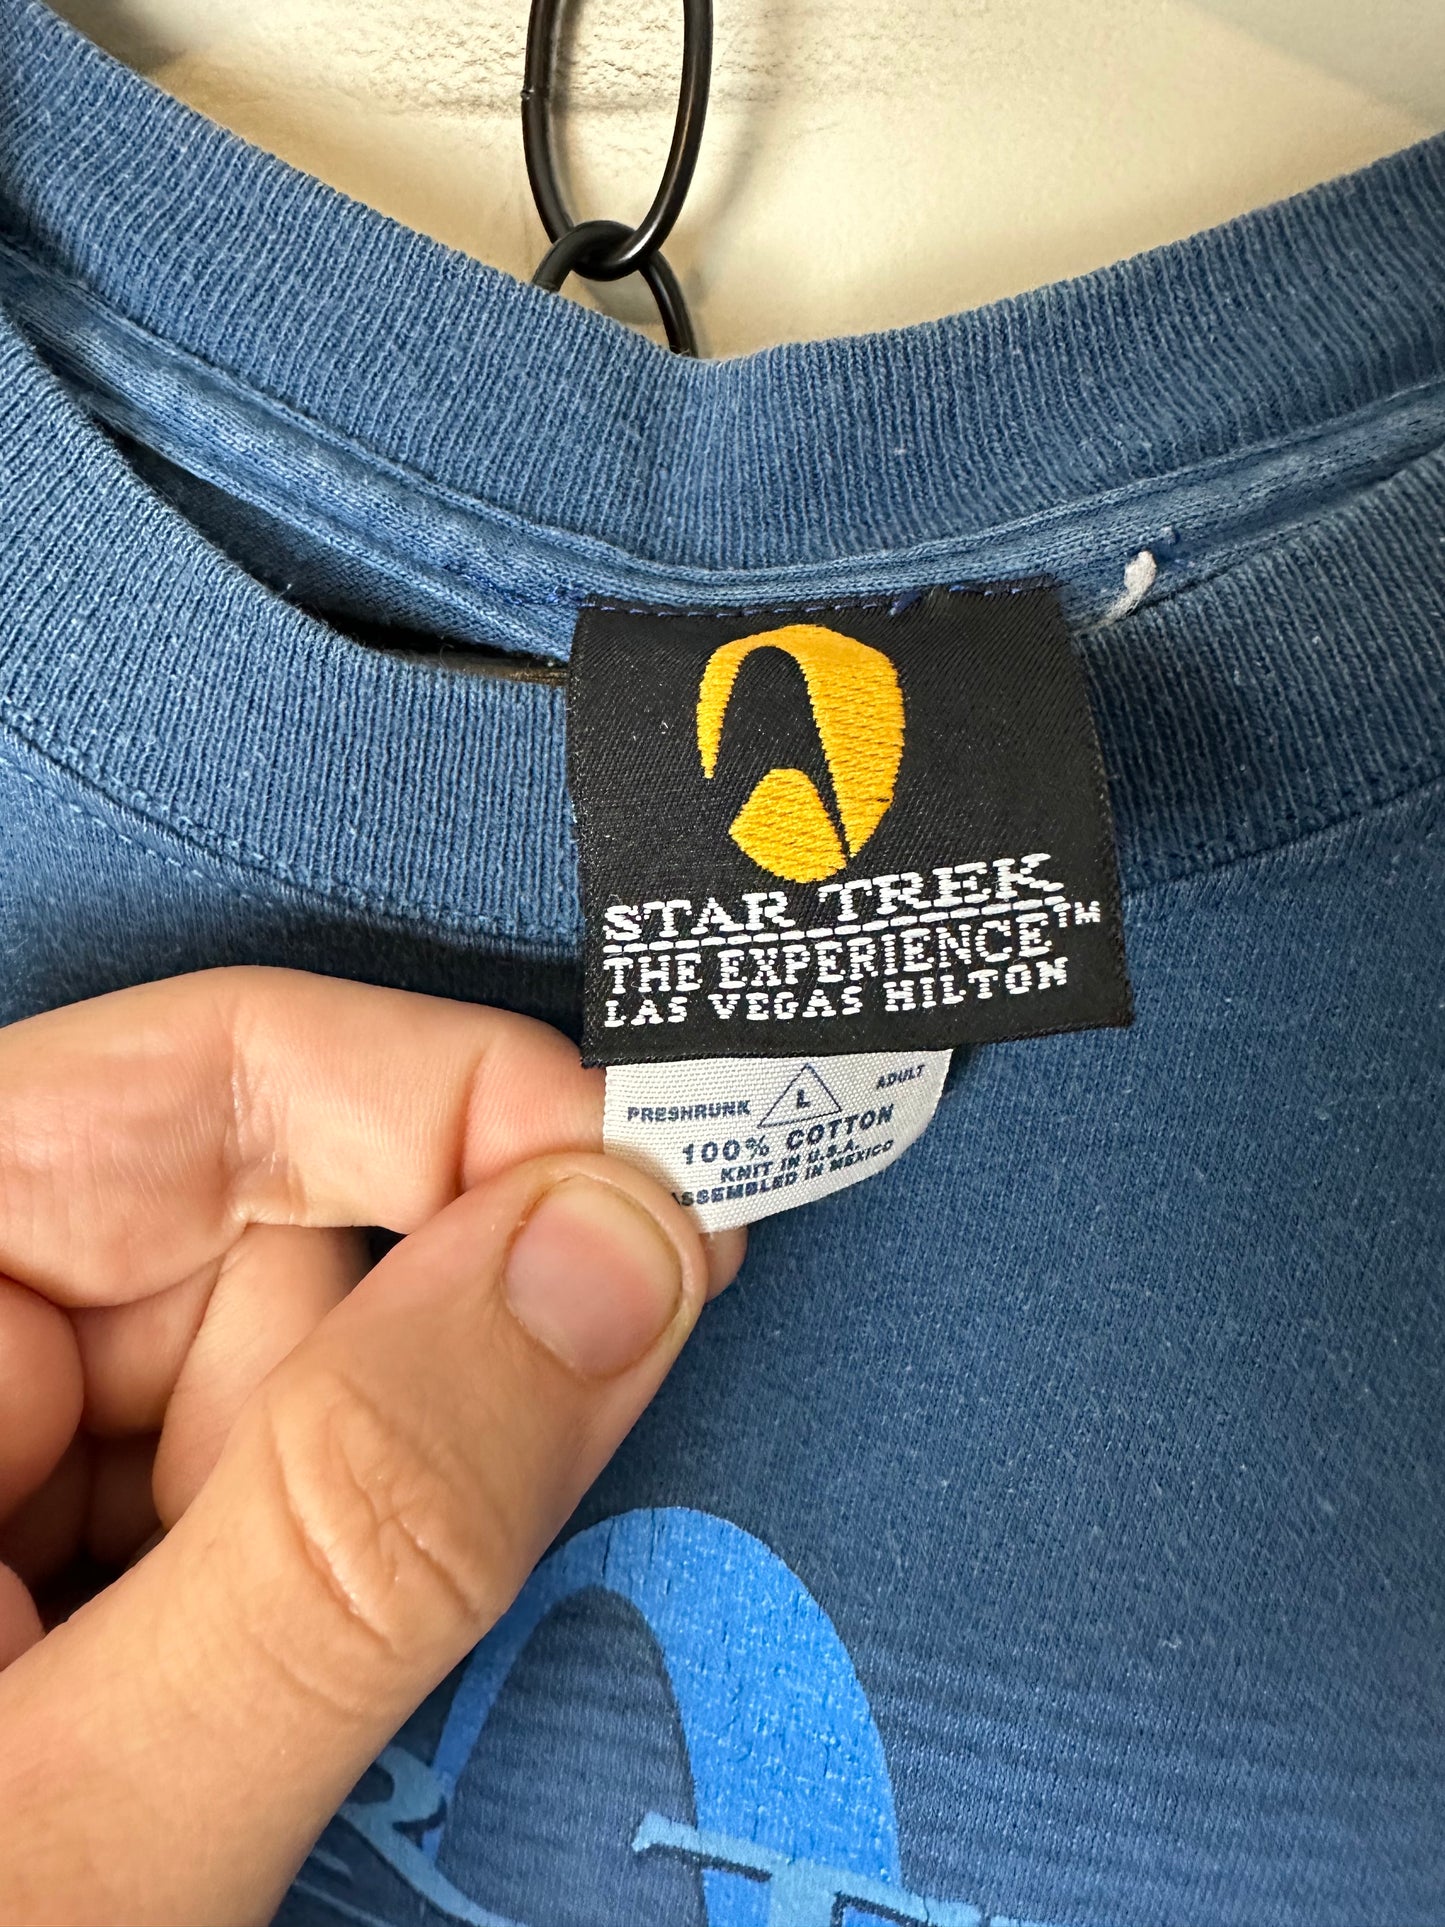 STAR TREK
THE EXPERIENCE™
LAS VEGAS HILTON
PRESHRUNK L ADULT
100% COTTON
KNIT IN U.S.A.
ASSEMBLED IN MEXICO